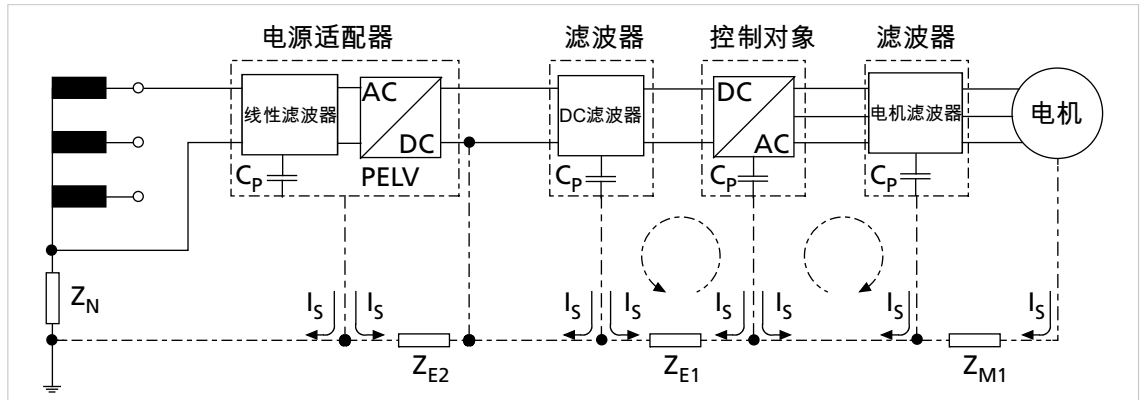 电源适配器
滤波器
控制对象
滤波器
线性滤波器
AC
DC
DC滤波器
DC
AC
电机滤波器
电机
CP
PELV
CP
CP
CP
ZN
IS
IS
IS
IS
IS
IS
IS
IS
ZE2
ZE1
ZM1